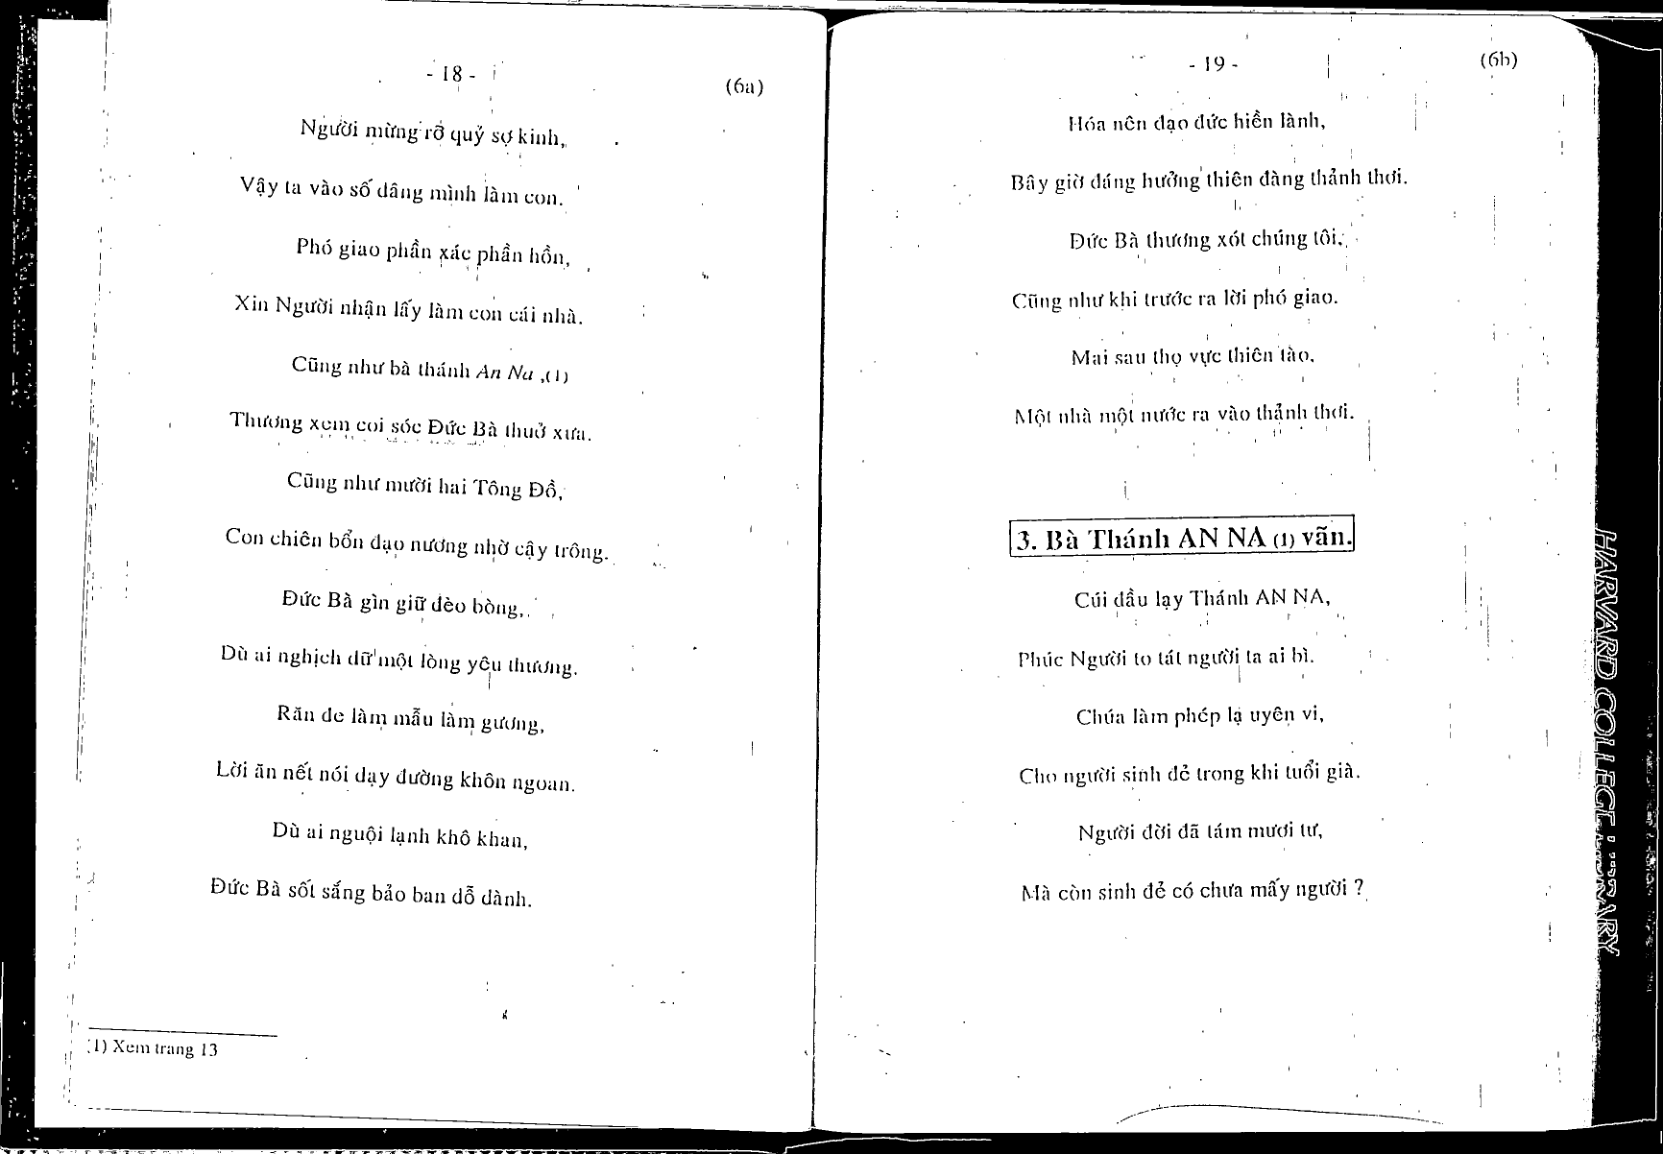 - 18 -
(6a)
Người mừng rỡ quỷ sợ kinh,
Vậy ta vào số dâng mình làm con.
Phó giao phần xác phần hồn,
Xin Người nhận lấy làm con cái nhà.
Cũng như bà thánh An Na ,(1)
Thương xem coi sóc Đức Bà thuở xưa.
Cũng như mười hai Tông Đồ,
Con chiên bổn đạo nương nhờ cậy trông.
Đức Bà gìn giữ đèo bòng,
Dù ai nghịch dữ một lòng yêu thương.
Răn de làm mẫu làm gương,
Lời ăn nết nói dạy đường khôn ngoan.
Dù ai nguội lạnh khô khan,
Đức Bà sốt sắng bảo ban dỗ dành.
(1) Xem trang 13
- 19 -
(6b)
Hóa nên đạo đức hiền lành,
Bây giờ đáng hưởng thiên đàng thảnh thơi.
Đức Bà thương xót chúng tôi,
Cũng như khi trước ra lời phó giao.
Mai sau thọ vực thiên tào,
Một nhà một nước ra vào thảnh thơi.
3. Bà Thánh AN NA (1) vãn.
Cúi đầu lạy Thánh AN NA,
Phúc Người to tát người ta ai bì.
Chúa làm phép lạ uyên vi,
Cho người sinh đẻ trong khi tuổi già.
Người đời đã tám mươi tư,
Mà còn sinh đẻ có chưa mấy người ?
HARVARD COLLEGE LIBRARY